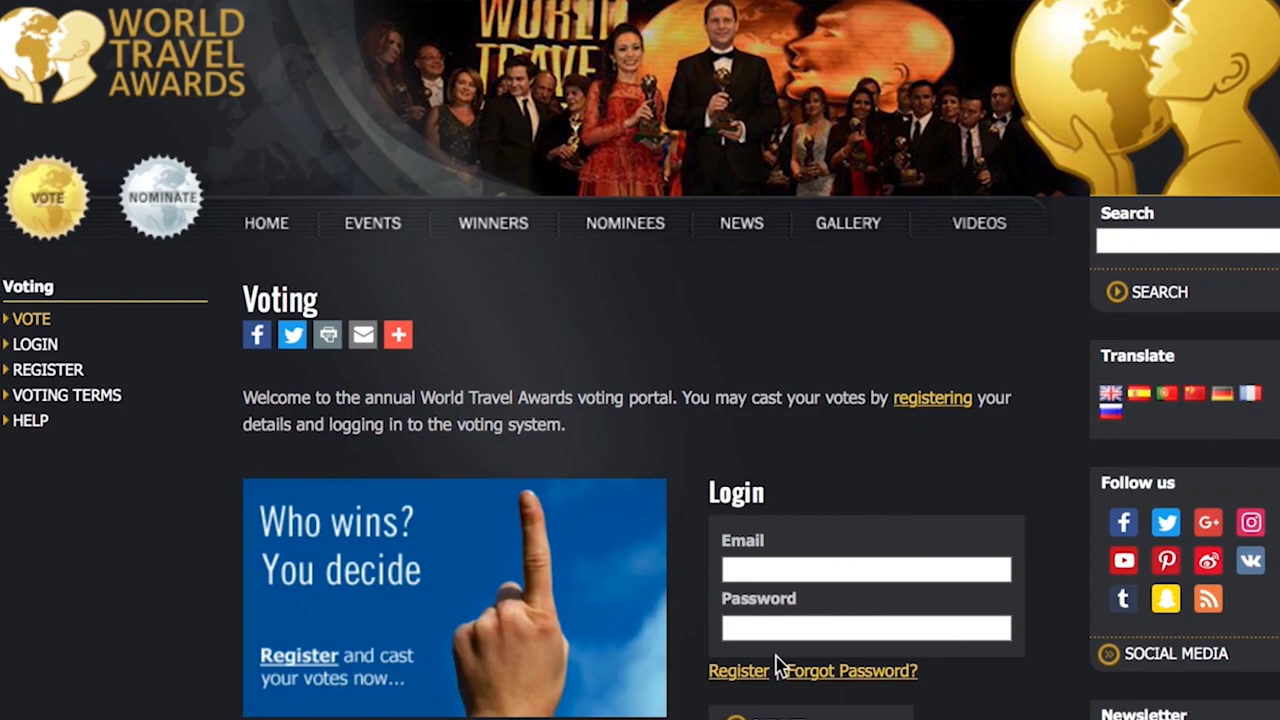 WORLD
TRAVEL
AWARDS
WORLD
VOTE
NOMINATE
HOME
EVENTS
WINNERS
NOMINEES
NEWS
GALLERY
VIDEOS
Search
SEARCH
Voting
VOTE
LOGIN
REGISTER
VOTING TERMS
HELP
Voting
Welcome to the annual World Travel Awards voting portal. You may cast your votes by registering your
details and logging in to the voting system.
Who wins?
You decide
Register and cast
your votes now...
Login
Email
Password
Register
Forgot Password?
Translate
Follow us
SOCIAL MEDIA
Newsletter